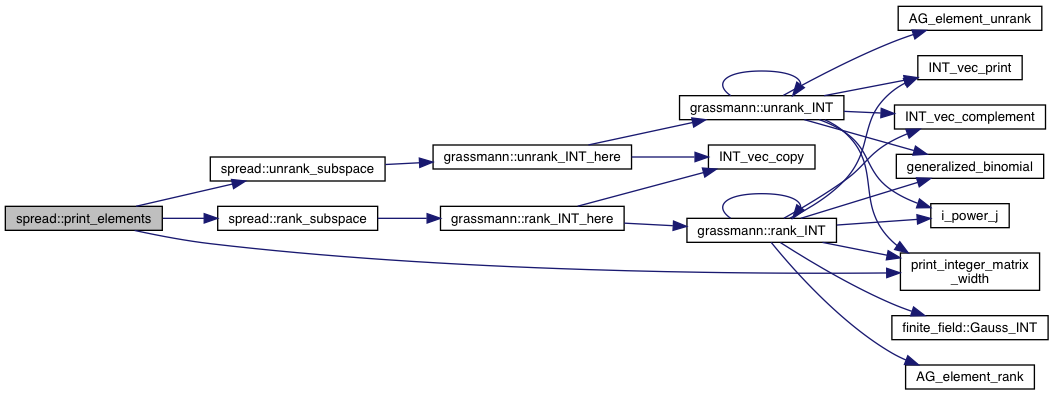 AG_element_unrank
INT_vec_print
grassmann::unrank_INT
INT_vec_complement
grassmann::unrank_INT_here
INT_vec_copy
generalized_binomial
spread::unrank_subspace
spread::print_elements
spread::rank_subspace
grassmann::rank_INT_here
i_power_j
grassmann::rank_INT
print_integer_matrix
_width
finite_field::Gauss_INT
AG_element_rank